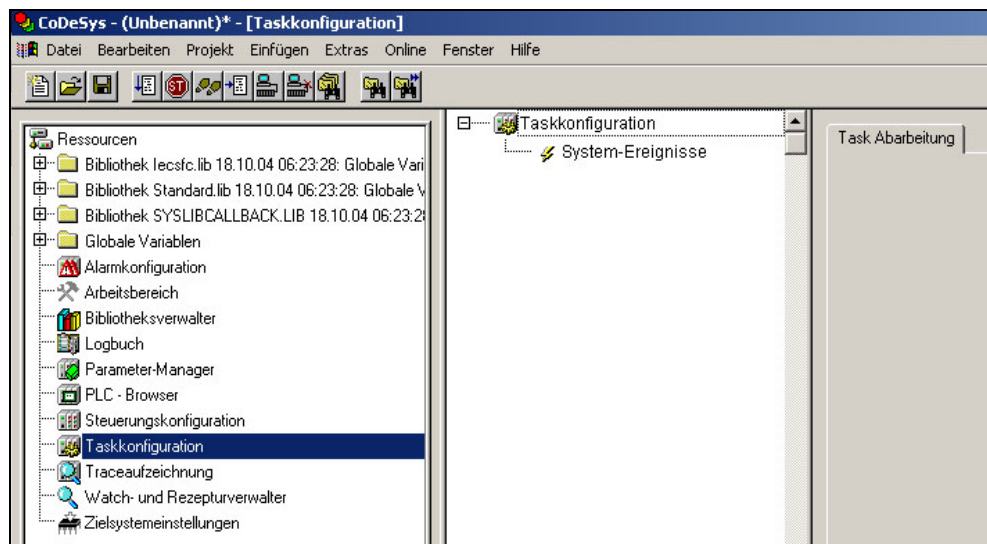 CoDeSys - (Unbenannt)* - [Taskkonfiguration]
Datei Bearbeiten Projekt Einfügen Extras Online Fenster Hilfe
ST
Ressourcen
Bibliothek Iecsfc.lib 18.10.04 06:23:28: Globale Vari
Bibliothek Standard.lib 18.10.04 06:23:28: Globale V
Bibliothek SYSLIBCALLBACK.LIB 18.10.04 06:23:2
Globale Variablen
Alarmkonfiguration
Arbeitsbereich
Bibliotheksverwalter
Logbuch
Parameter-Manager
PLC - Browser
Steuerungskonfiguration
Taskkonfiguration
Traceaufzeichnung
Watch- und Rezepturverwalter
Zielsystemeinstellungen
Taskkonfiguration
System-Ereignisse
Task Abarbeitung